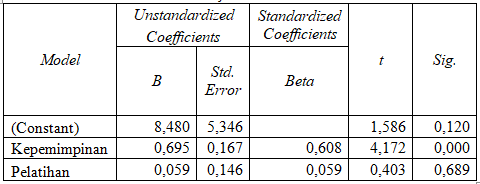 Model Unstandardized Coefficients Standardized Coefficients t Sig.
B Std. Error Beta
(Constant) 8,480 5,346 1,586 0,120
Kepemimpinan 0,695 0,167 0,608 4,172 0,000
Pelatihan 0,059 0,146 0,059 0,403 0,689